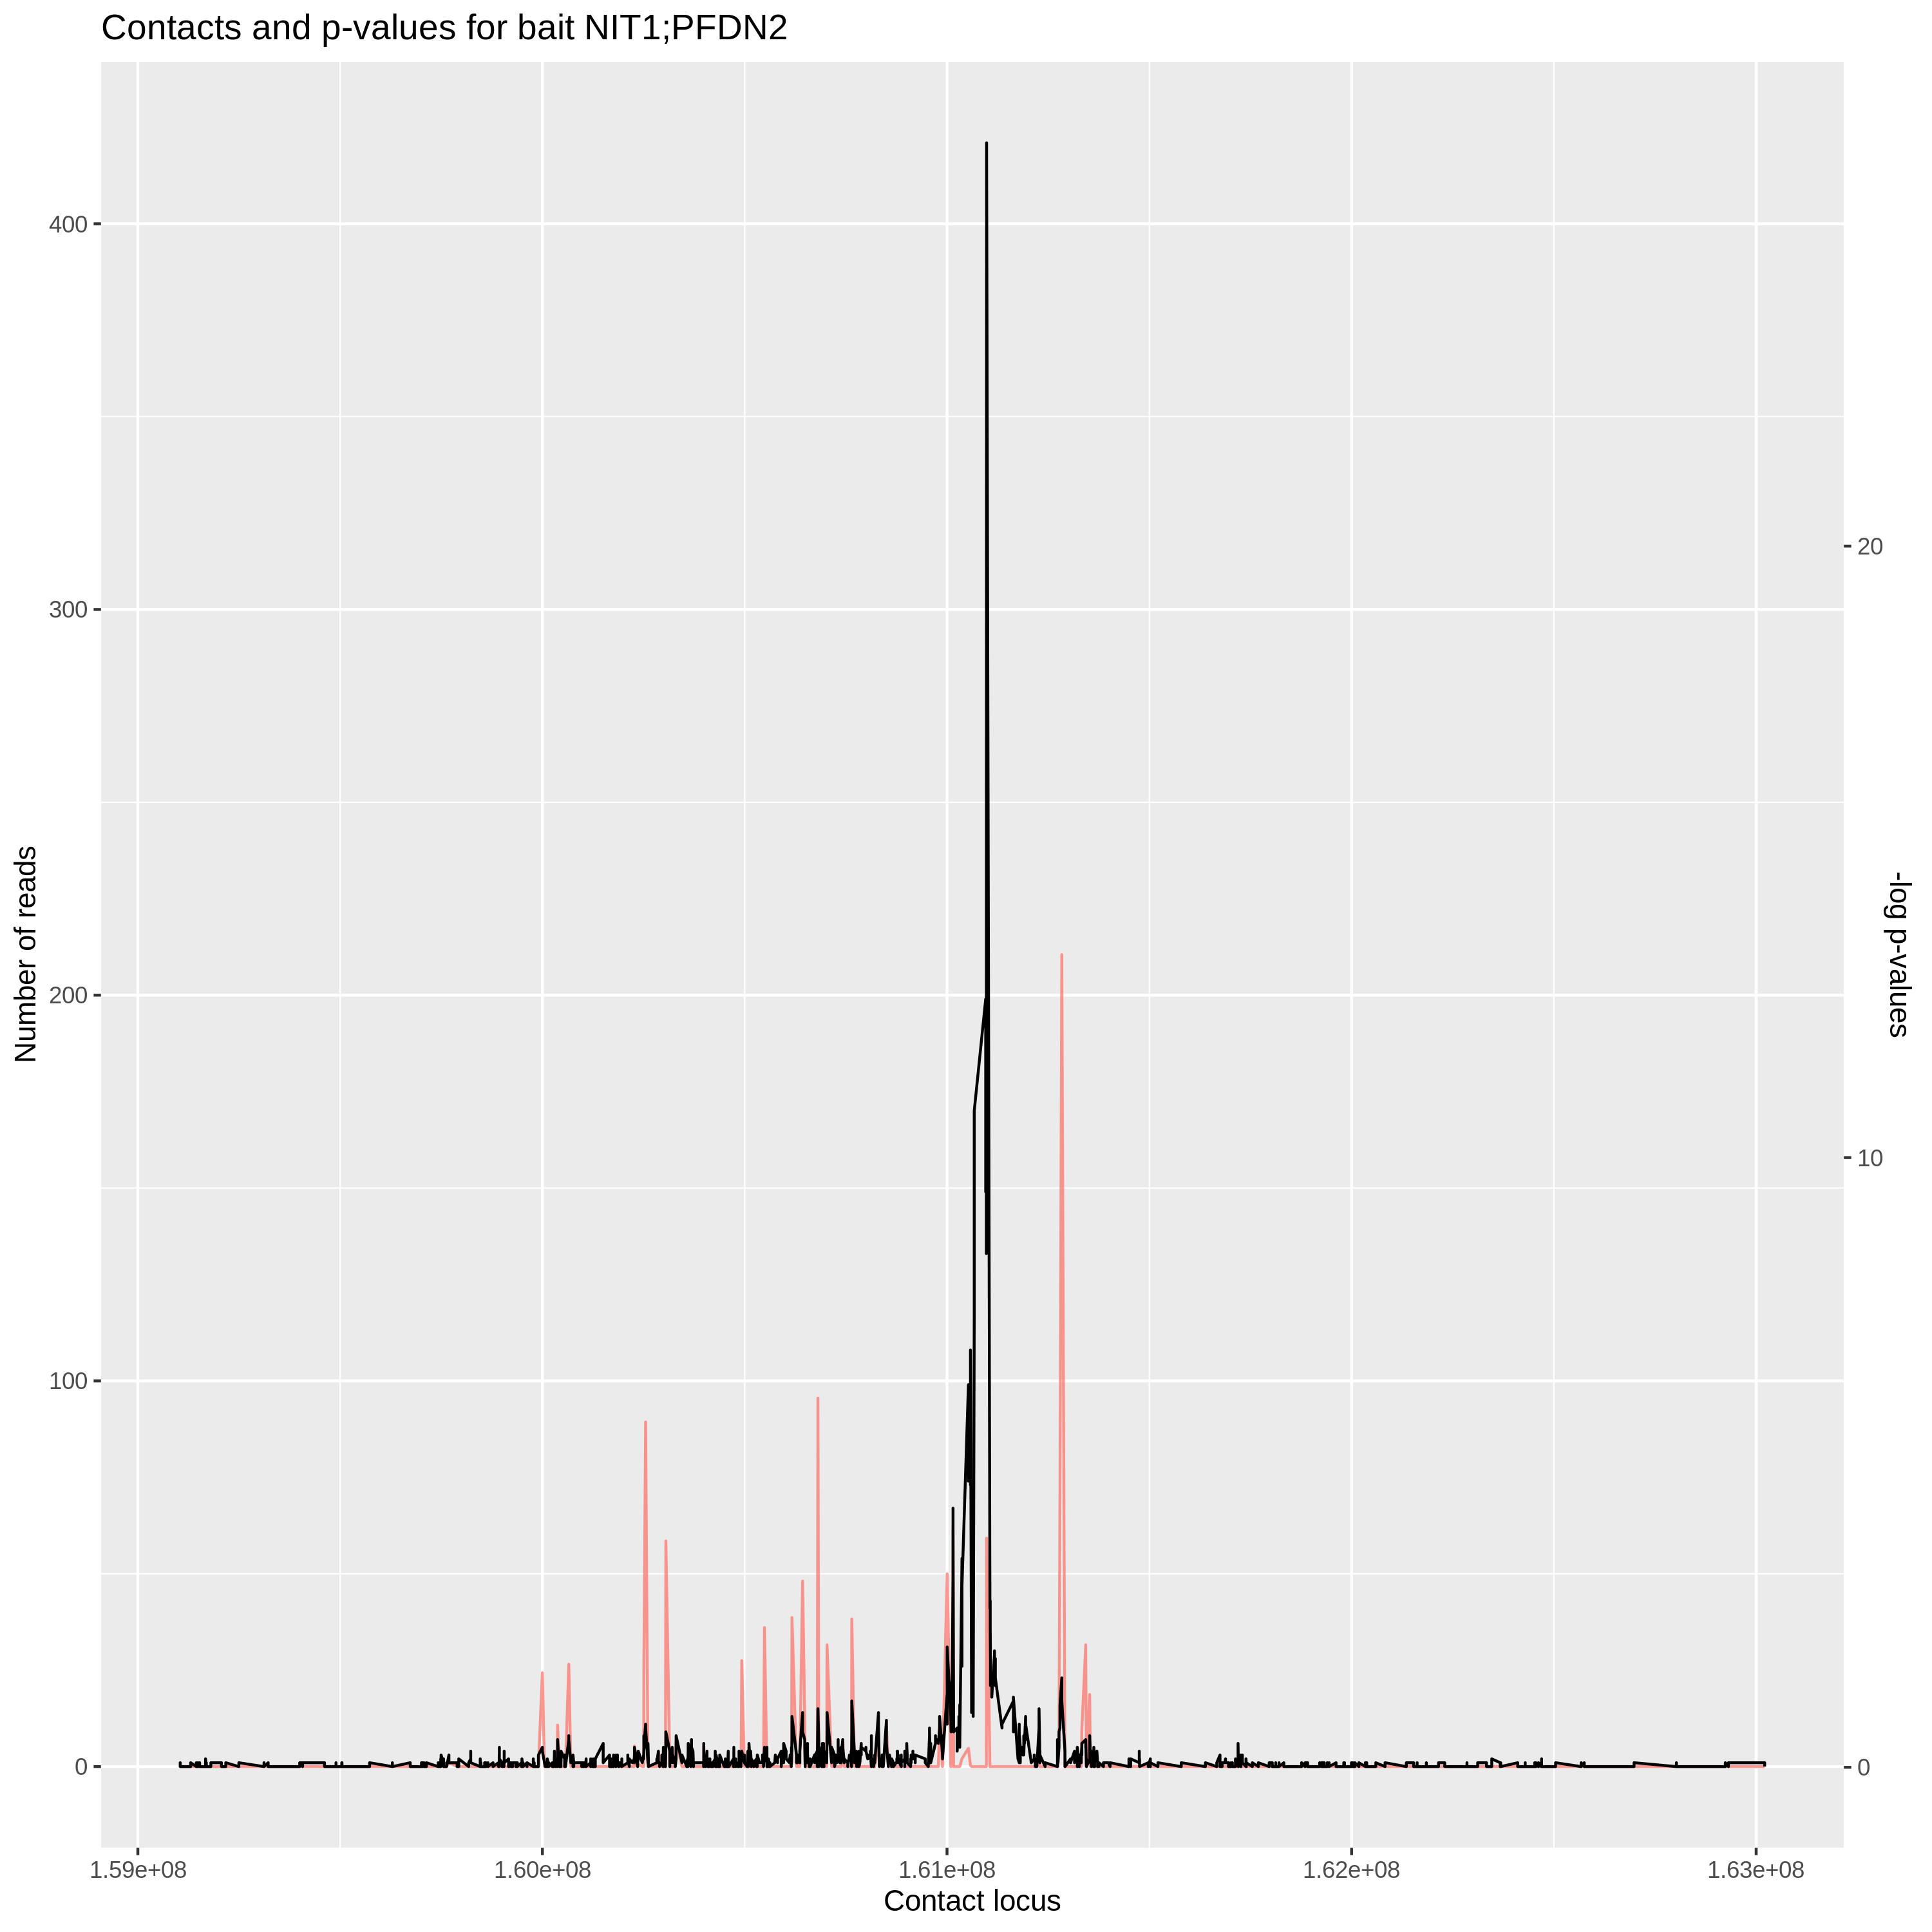 Contacts and p-values for bait NIT1;PFDN2
400
300
200
100
0
Number of reads
20
10
0
-log p-values
1.59e+08
1.60e+08
1.61e+08
1.62e+08
1.63e+08
Contact locus